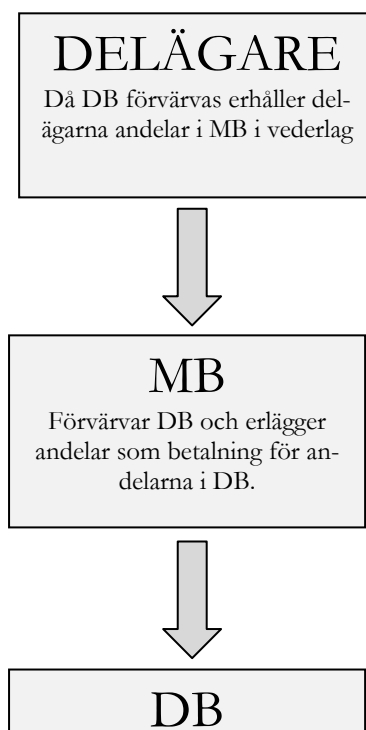 DELÄGARE
Då DB förvärvas erhåller del-
ägarna andelar i MB i vederlag
MB
Förvärvar DB och erlägger
andelar som betalning för an-
delarna i DB.
DB